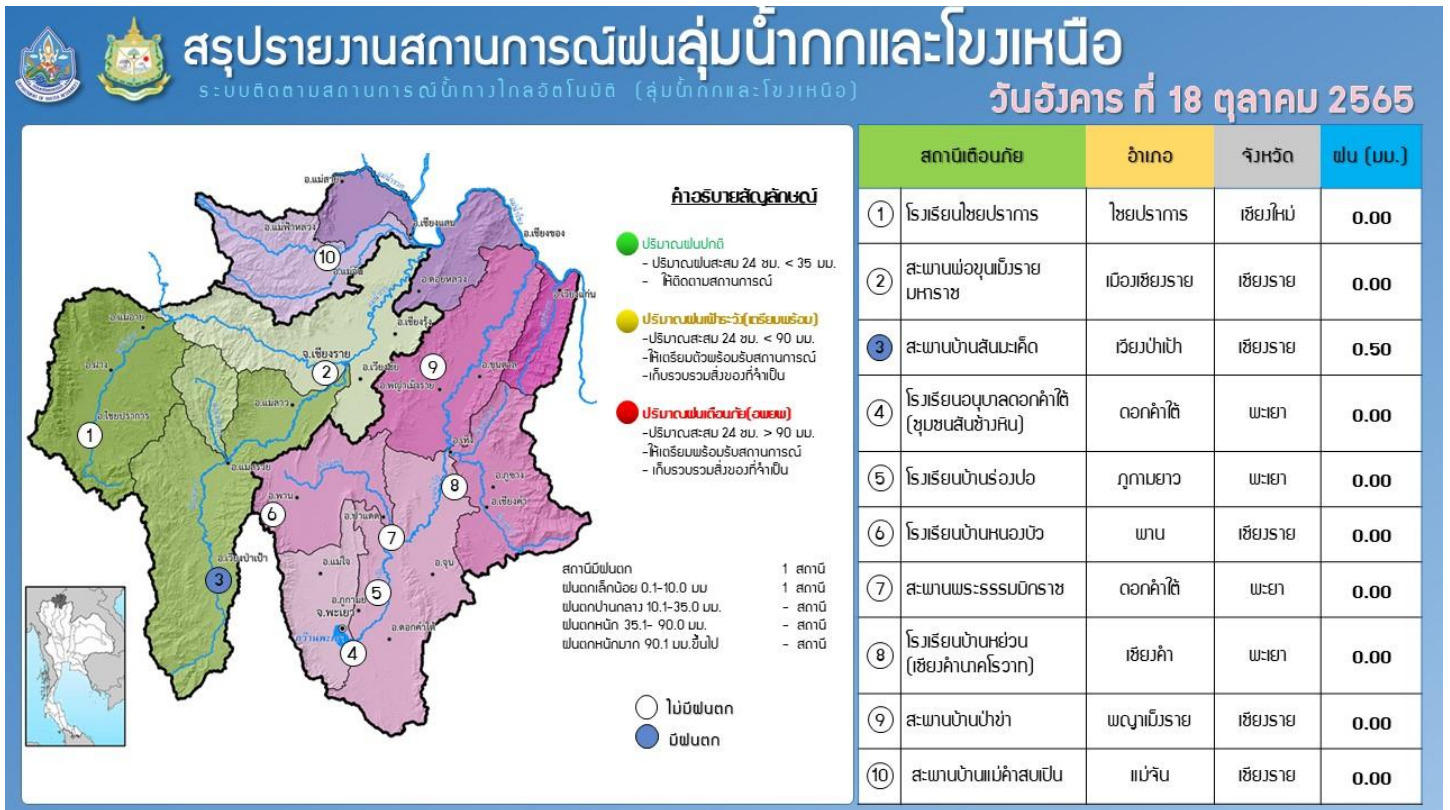 สรุปรายงานสถานการณ์ฝนลุ่มน้ำกกและโขงเหนือ
ระบบติดตามสถานการณ์น้ำทางไกลอัตโนมัติ (ลุ่มน้ำกกและโขงเหนือ)
วันอังคาร ที่ 18 ตุลาคม 2565
อ.แม่สาย
อ.แม่ฟ้าหลวง
อ.เชียงแสน
อ.เชียงของ
10
อ.แม่จัน
อ.ดอยหลวง
อ.เวียงแก่น
อ.แม่อาย
อ.เชียงรุ้ง
จ.เชียงราย
อ.ฝาง
2
อ.เวียงชัย
9
อ.ขุนตาล
อ.พญาเม็งราย
อ.แม่ลาว
อ.ไชยปราการ
1
อ.เทิง
อ.แม่สรวย
8
อ.ภูซาง
อ.เชียงคำ
อ.พาน
6
อ.ป่าแดด
7
อ.เวียงป่าเป้า
3
อ.แม่ใจ
อ.จุน
5
อ.ภูกามยาว
จ.พะเยา
กว๊านพะเยา
อ.ดอกคำใต้
4
คำอธิบายสัญลักษณ์
ปริมาณฝนปกติ
- ปริมาณฝนสะสม 24 ชม. < 35 มม.
- ให้ติดตามสถานการณ์
ปริมาณฝนเฝ้าระวัง(เตรียมพร้อม)
-ปริมาณสะสม 24 ชม. < 90 มม.
-ให้เตรียมตัวพร้อมรับสถานการณ์
-เก็บรวบรวมสิ่งของที่จำเป็น
ปริมาณฝนเตือนภัย(อพยพ)
-ปริมาณสะสม 24 ชม. > 90 มม.
-ให้เตรียมพร้อมรับสถานการณ์
- เก็บรวบรวมสิ่งของที่จำเป็น
สถานีมีฝนตก 1 สถานี
ฝนตกเล็กน้อย 0.1-10.0 มม 1 สถานี
ฝนตกปานกลาง 10.1-35.0 มม. - สถานี
ฝนตกหนัก 35.1- 90.0 มม. - สถานี
ฝนตกหนักมาก 90.1 มม.ขึ้นไป - สถานี
ไม่มีฝนตก
มีฝนตก
สถานีเตือนภัย อำเภอ จังหวัด ฝน (มม.)
1 โรงเรียนไชยปราการ ไชยปราการ เชียงใหม่ 0.00
2 สะพานพ่อขุนเม็งราย
มหาราช เมืองเชียงราย เชียงราย 0.00
3 สะพานบ้านสันมะเค็ด เวียงป่าเป้า เชียงราย 0.50
4 โรงเรียนอนุบาลดอกคำใต้
(ชุมชนสันช้างหิน) ดอกคำใต้ พะเยา 0.00
5 โรงเรียนบ้านร่องปอ ภูกามยาว พะเยา 0.00
6 โรงเรียนบ้านหนองบัว พาน เชียงราย 0.00
7 สะพานพระธรรมมิกราช ดอกคำใต้ พะเยา 0.00
8 โรงเรียนบ้านหย่วน
(เชียงคำนาคโรวาท) เชียงคำ พะเยา 0.00
9 สะพานบ้านป่าข่า พญาเม็งราย เชียงราย 0.00
10 สะพานบ้านแม่คำสบเปิน แม่จัน เชียงราย 0.00